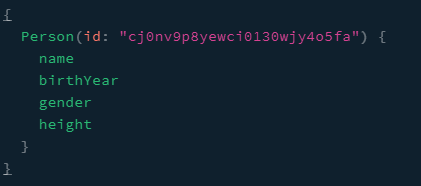 {
Person(id: "cj0nv9p8yewci0130wjy4o5fa") {
name
birthYear
gender
height
}
}